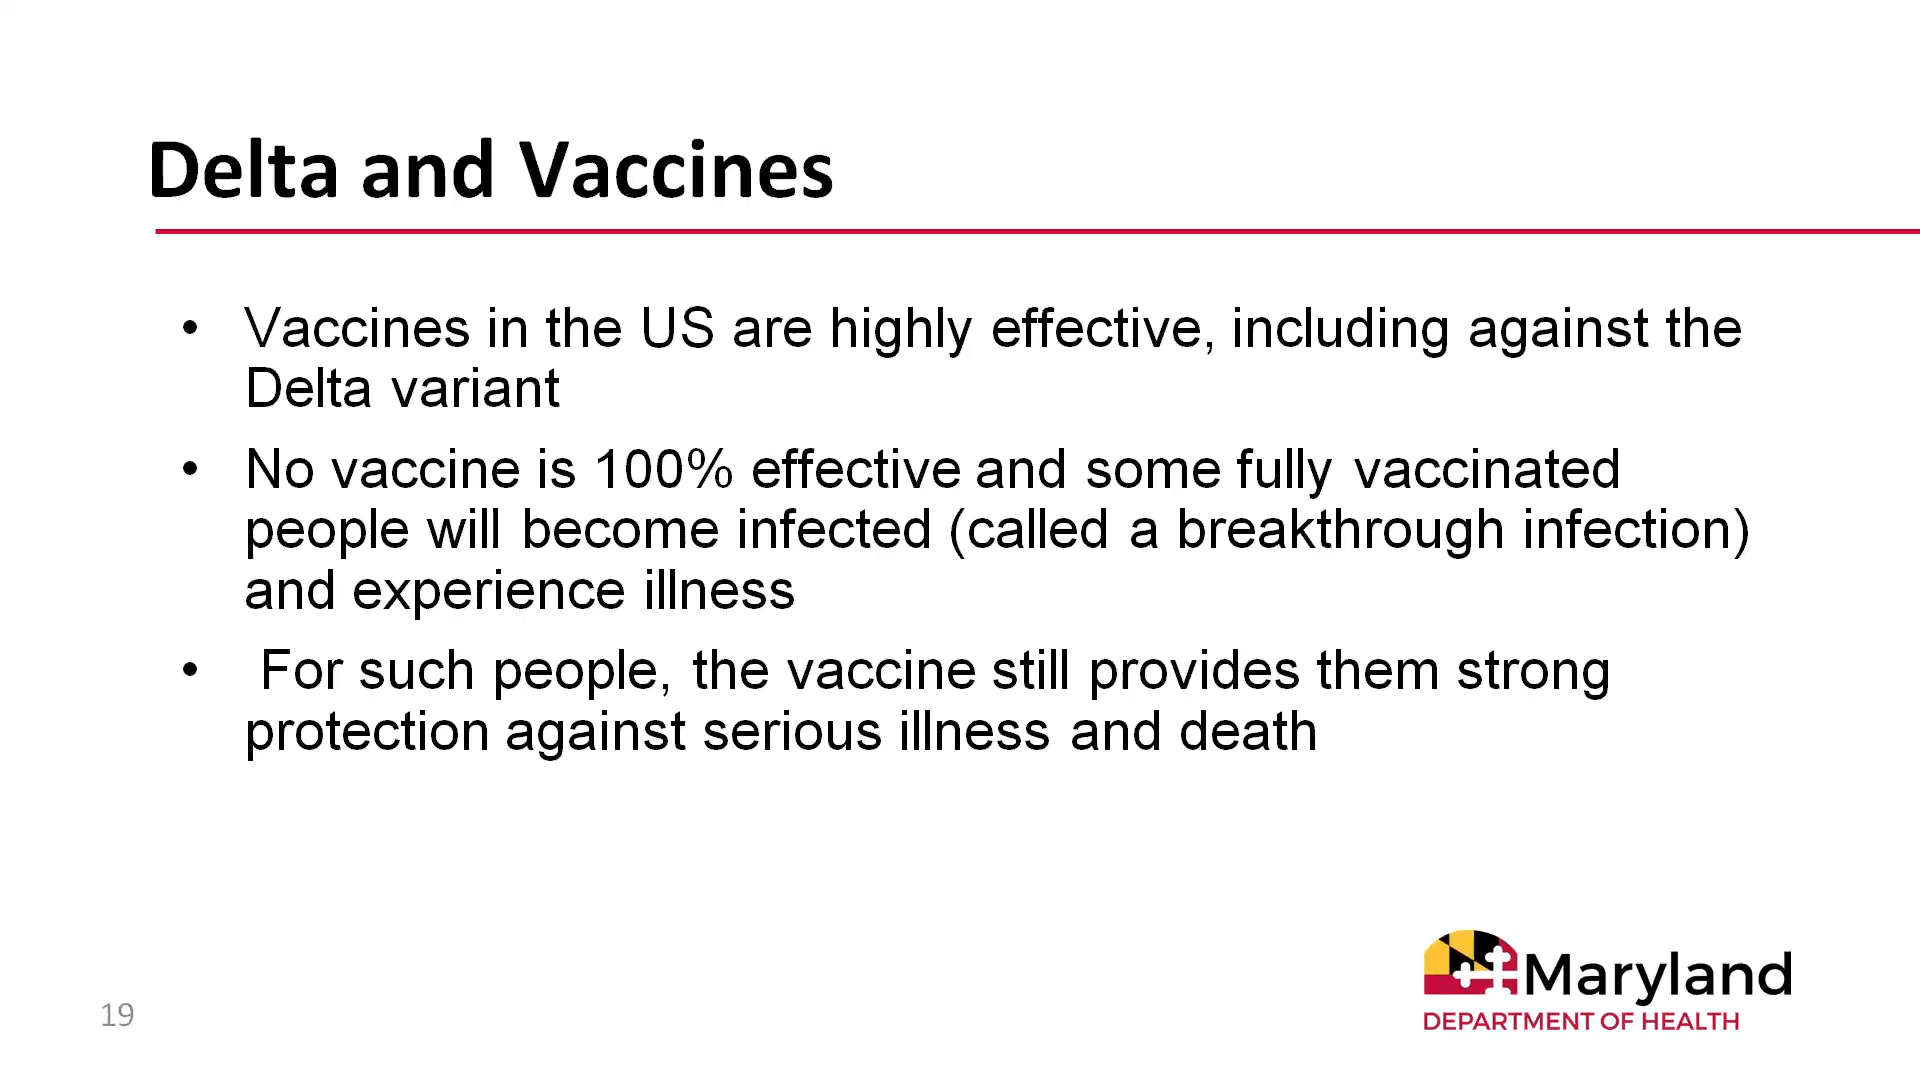 Delta and Vaccines
• Vaccines in the US are highly effective, including against the
Delta variant
• No vaccine is 100% effective and some fully vaccinated
people will become infected (called a breakthrough infection)
and experience illness
• For such people, the vaccine still provides them strong
protection against serious illness and death
Maryland
DEPARTMENT OF HEALTH
19